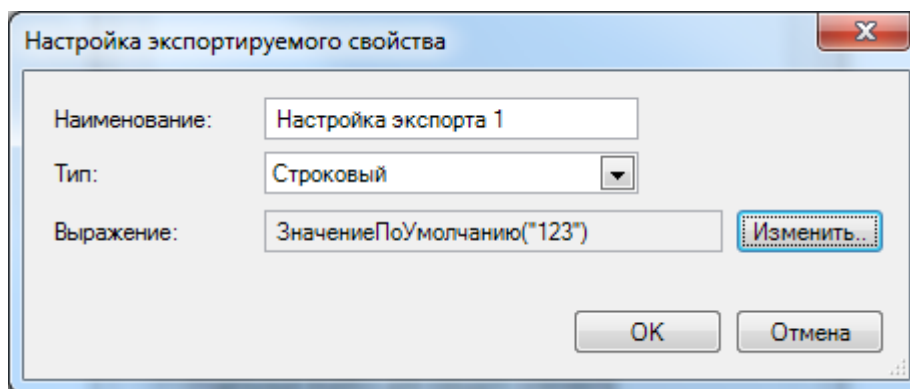 Настройка экспортируемого свойства
Наименование: Настройка экспорта 1
Тип: Строковый
Выражение: ЗначениеПоУмолчанию("123") Изменить..
OK Отмена